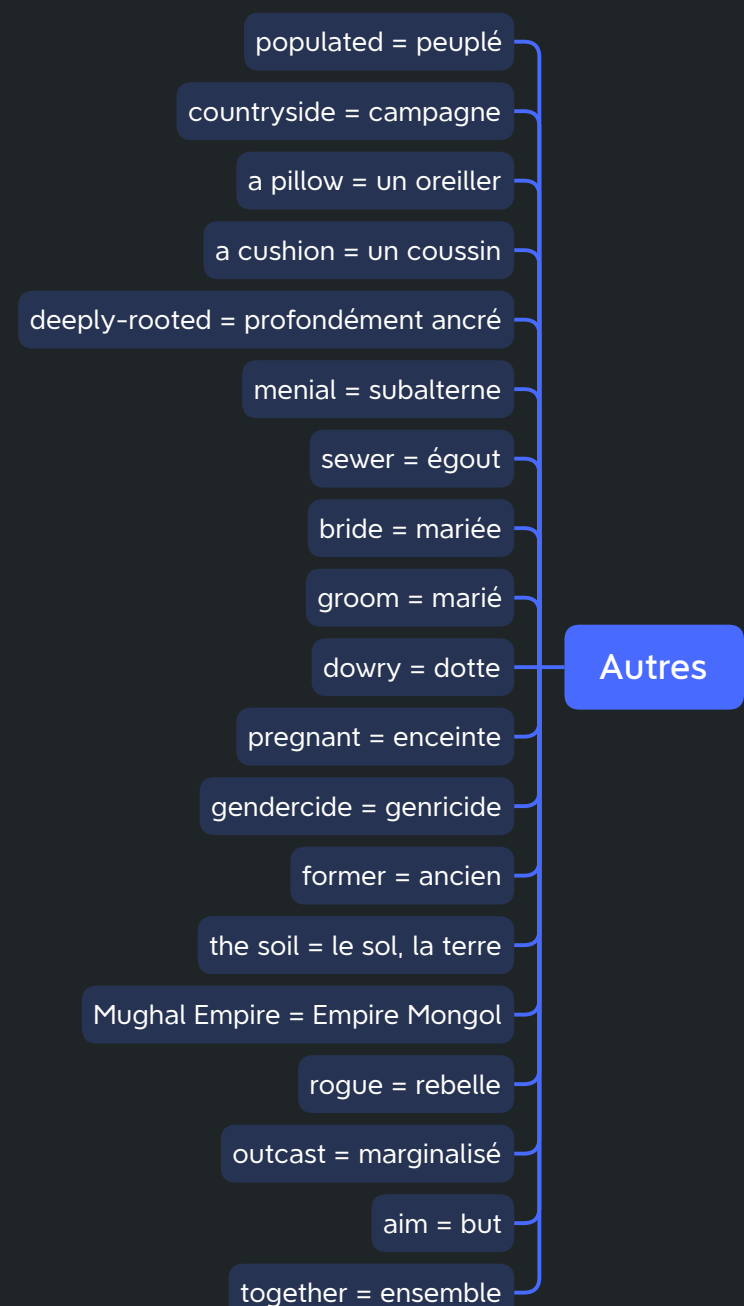 populated = peuplé
countryside = campagne
a pillow = un oreiller
a cushion = un coussin
deeply-rooted = profondément ancré
menial = subalterne
sewer = égout
bride = mariée
groom = marié
dowry = dotte
pregnant = enceinte
gendercide = genricide
former = ancien
the soil = le sol, la terre
Mughal Empire = Empire Mongol
rogue = rebelle
outcast = marginalisé
aim = but
together = ensemble
Autres